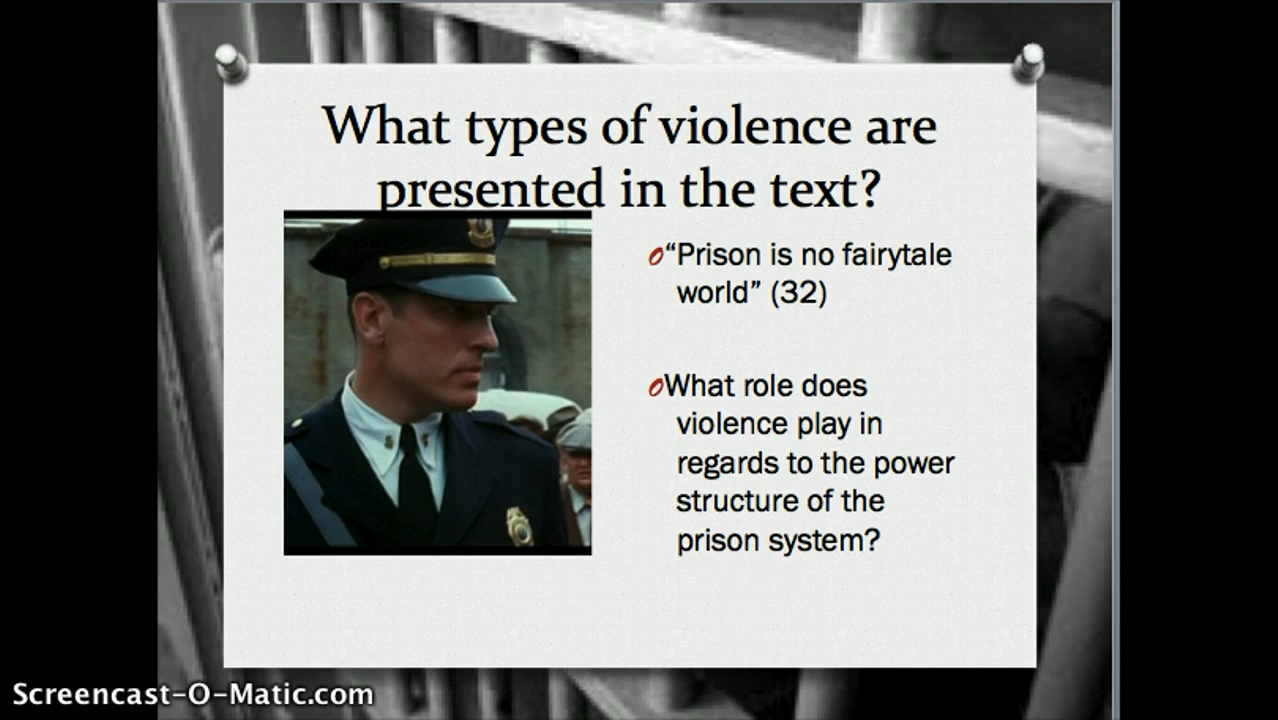 What types of violence are
presented in the text?
“Prison is no fairytale
world” (32)
What role does
violence play in
regards to the power
structure of the
prison system?
Screencast-O-Matic.com